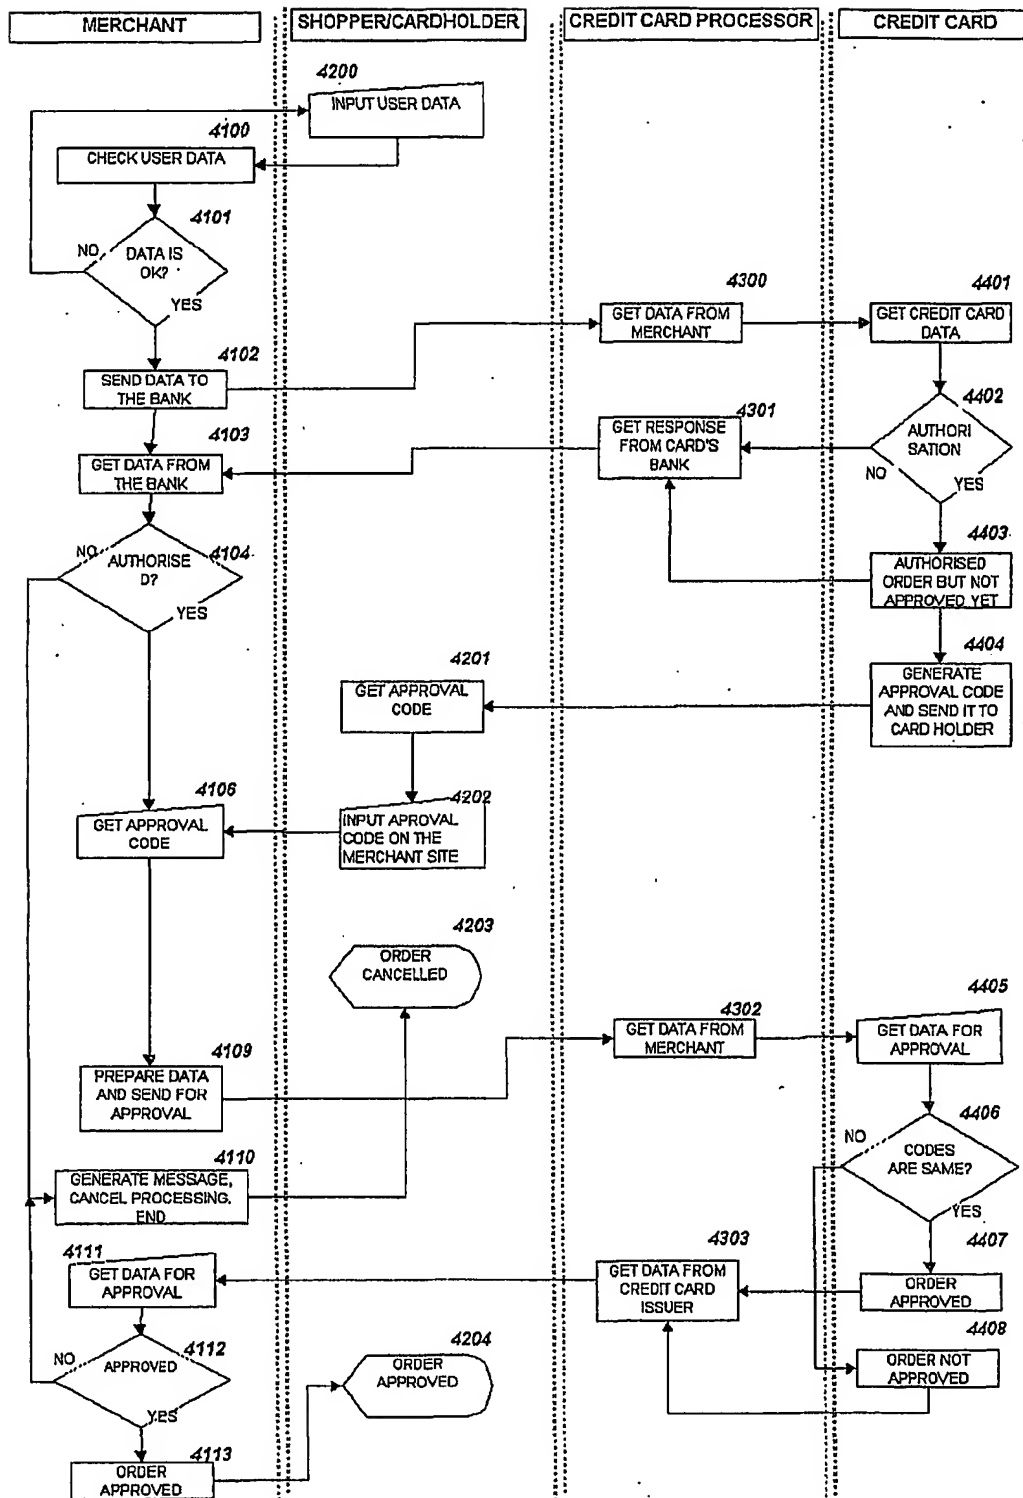 MERCHANT
SHOPPER/CARDHOLDER
CREDIT CARD PROCESSOR
CREDIT CARD
4200
INPUT USER DATA
4100
CHECK USER DATA
4101
NO
DATA IS
OK?
YES
4102
SEND DATA TO
THE BANK
4300
GET DATA FROM
MERCHANT
4401
GET CREDIT CARD
DATA
4402
AUTHORI
SATION
NO
YES
4301
GET RESPONSE
FROM CARD'S
BANK
4103
GET DATA FROM
THE BANK
4104
NO
AUTHORISE
D?
YES
4403
AUTHORISED
ORDER BUT NOT
APPROVED YET
4404
GENERATE
APPROVAL CODE
AND SEND IT TO
CARD HOLDER
4201
GET APPROVAL
CODE
4202
INPUT APROVAL
CODE ON THE
MERCHANT SITE
4106
GET APPROVAL
CODE
4203
ORDER
CANCELLED
4109
PREPARE DATA
AND SEND FOR
APPROVAL
4302
GET DATA FROM
MERCHANT
4405
GET DATA FOR
APPROVAL
4406
NO
CODES
ARE SAME?
YES
4110
GENERATE MESSAGE,
CANCEL PROCESSING,
END
4407
ORDER
APPROVED
4303
GET DATA FROM
CREDIT CARD
ISSUER
4111
GET DATA FOR
APPROVAL
4408
ORDER NOT
APPROVED
4112
NO
APPROVED
YES
4204
ORDER
APPROVED
4113
ORDER
APPROVED